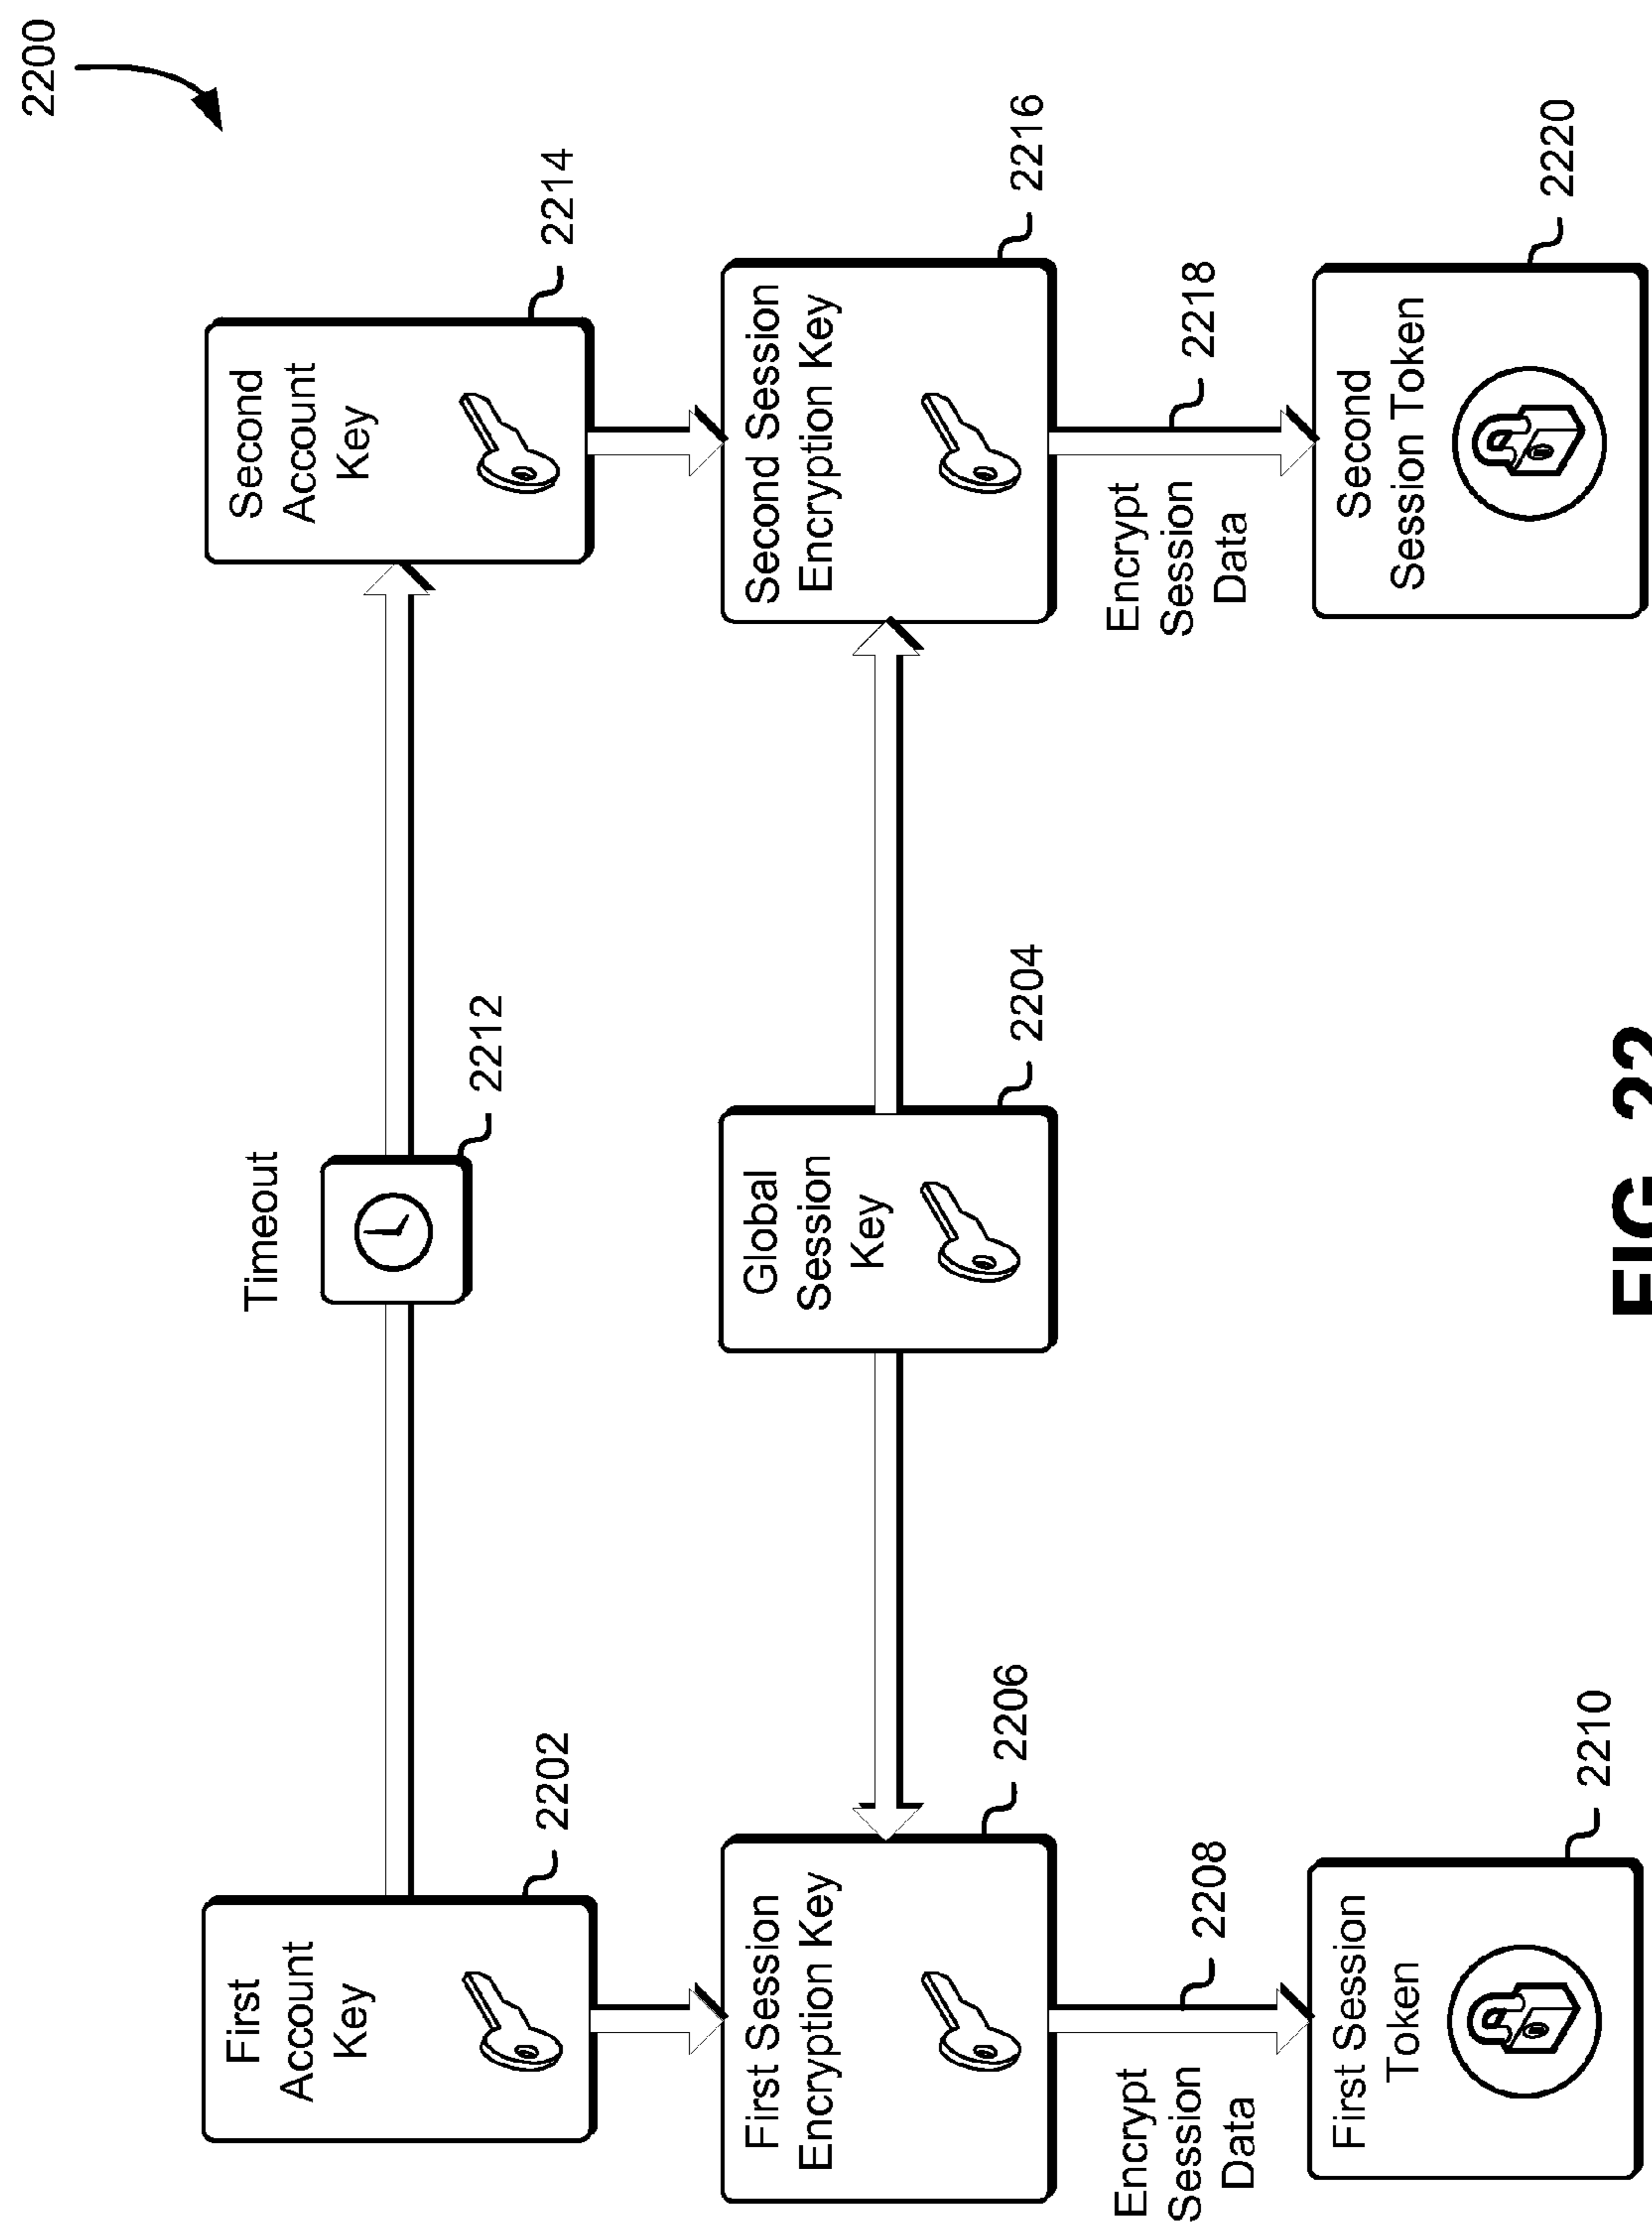 2200
Timeout
First
Account
Key
2202
2212
Second
Account
Key
2214
First Session
Encryption Key
2206
Global
Session
Key
2204
Second Session
Encryption Key
2216
Encrypt
Session
Data
2208
Encrypt
Session
Data
2218
First Session
Token
2210
Second
Session Token
2220
FIG. 22